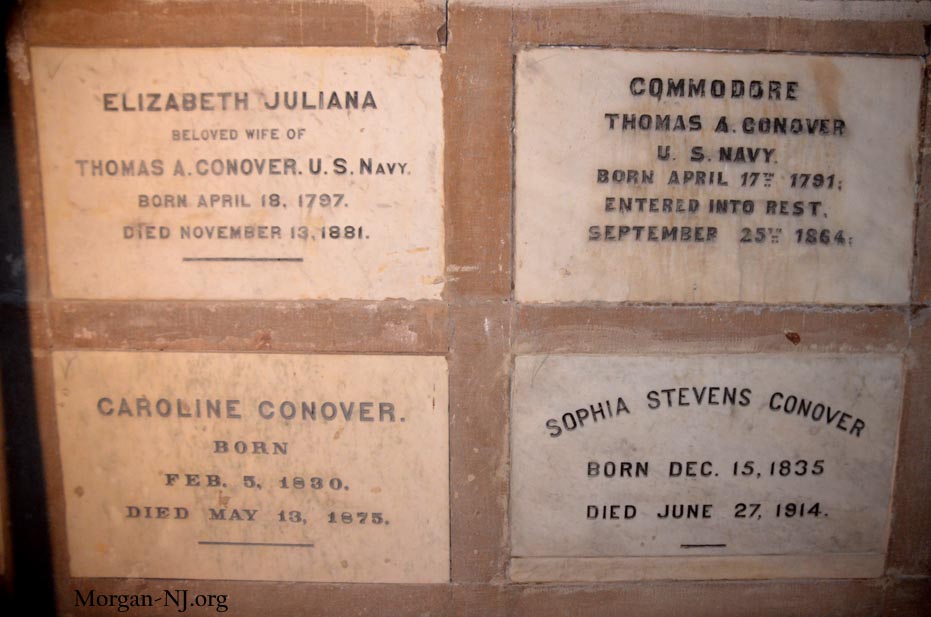 ELIZABETH JULIANA
BELOVED WIFE OF
THOMAS A. CONOVER. U.S. NAVY.
BORN APRIL 18, 1797.
DIED NOVEMBER 13, 1881.
COMMODORE
THOMAS A. CONOVER
U. S. NAVY.
BORN APRIL 17TH 1791;
ENTERED INTO REST,
SEPTEMBER 25TH 1864;
CAROLINE CONOVER.
BORN
FEB. 5, 1830.
DIED MAY 13, 1875.
SOPHIA STEVENS CONOVER
BORN DEC. 15, 1835
DIED JUNE 27, 1914.
Morgan-NJ.org